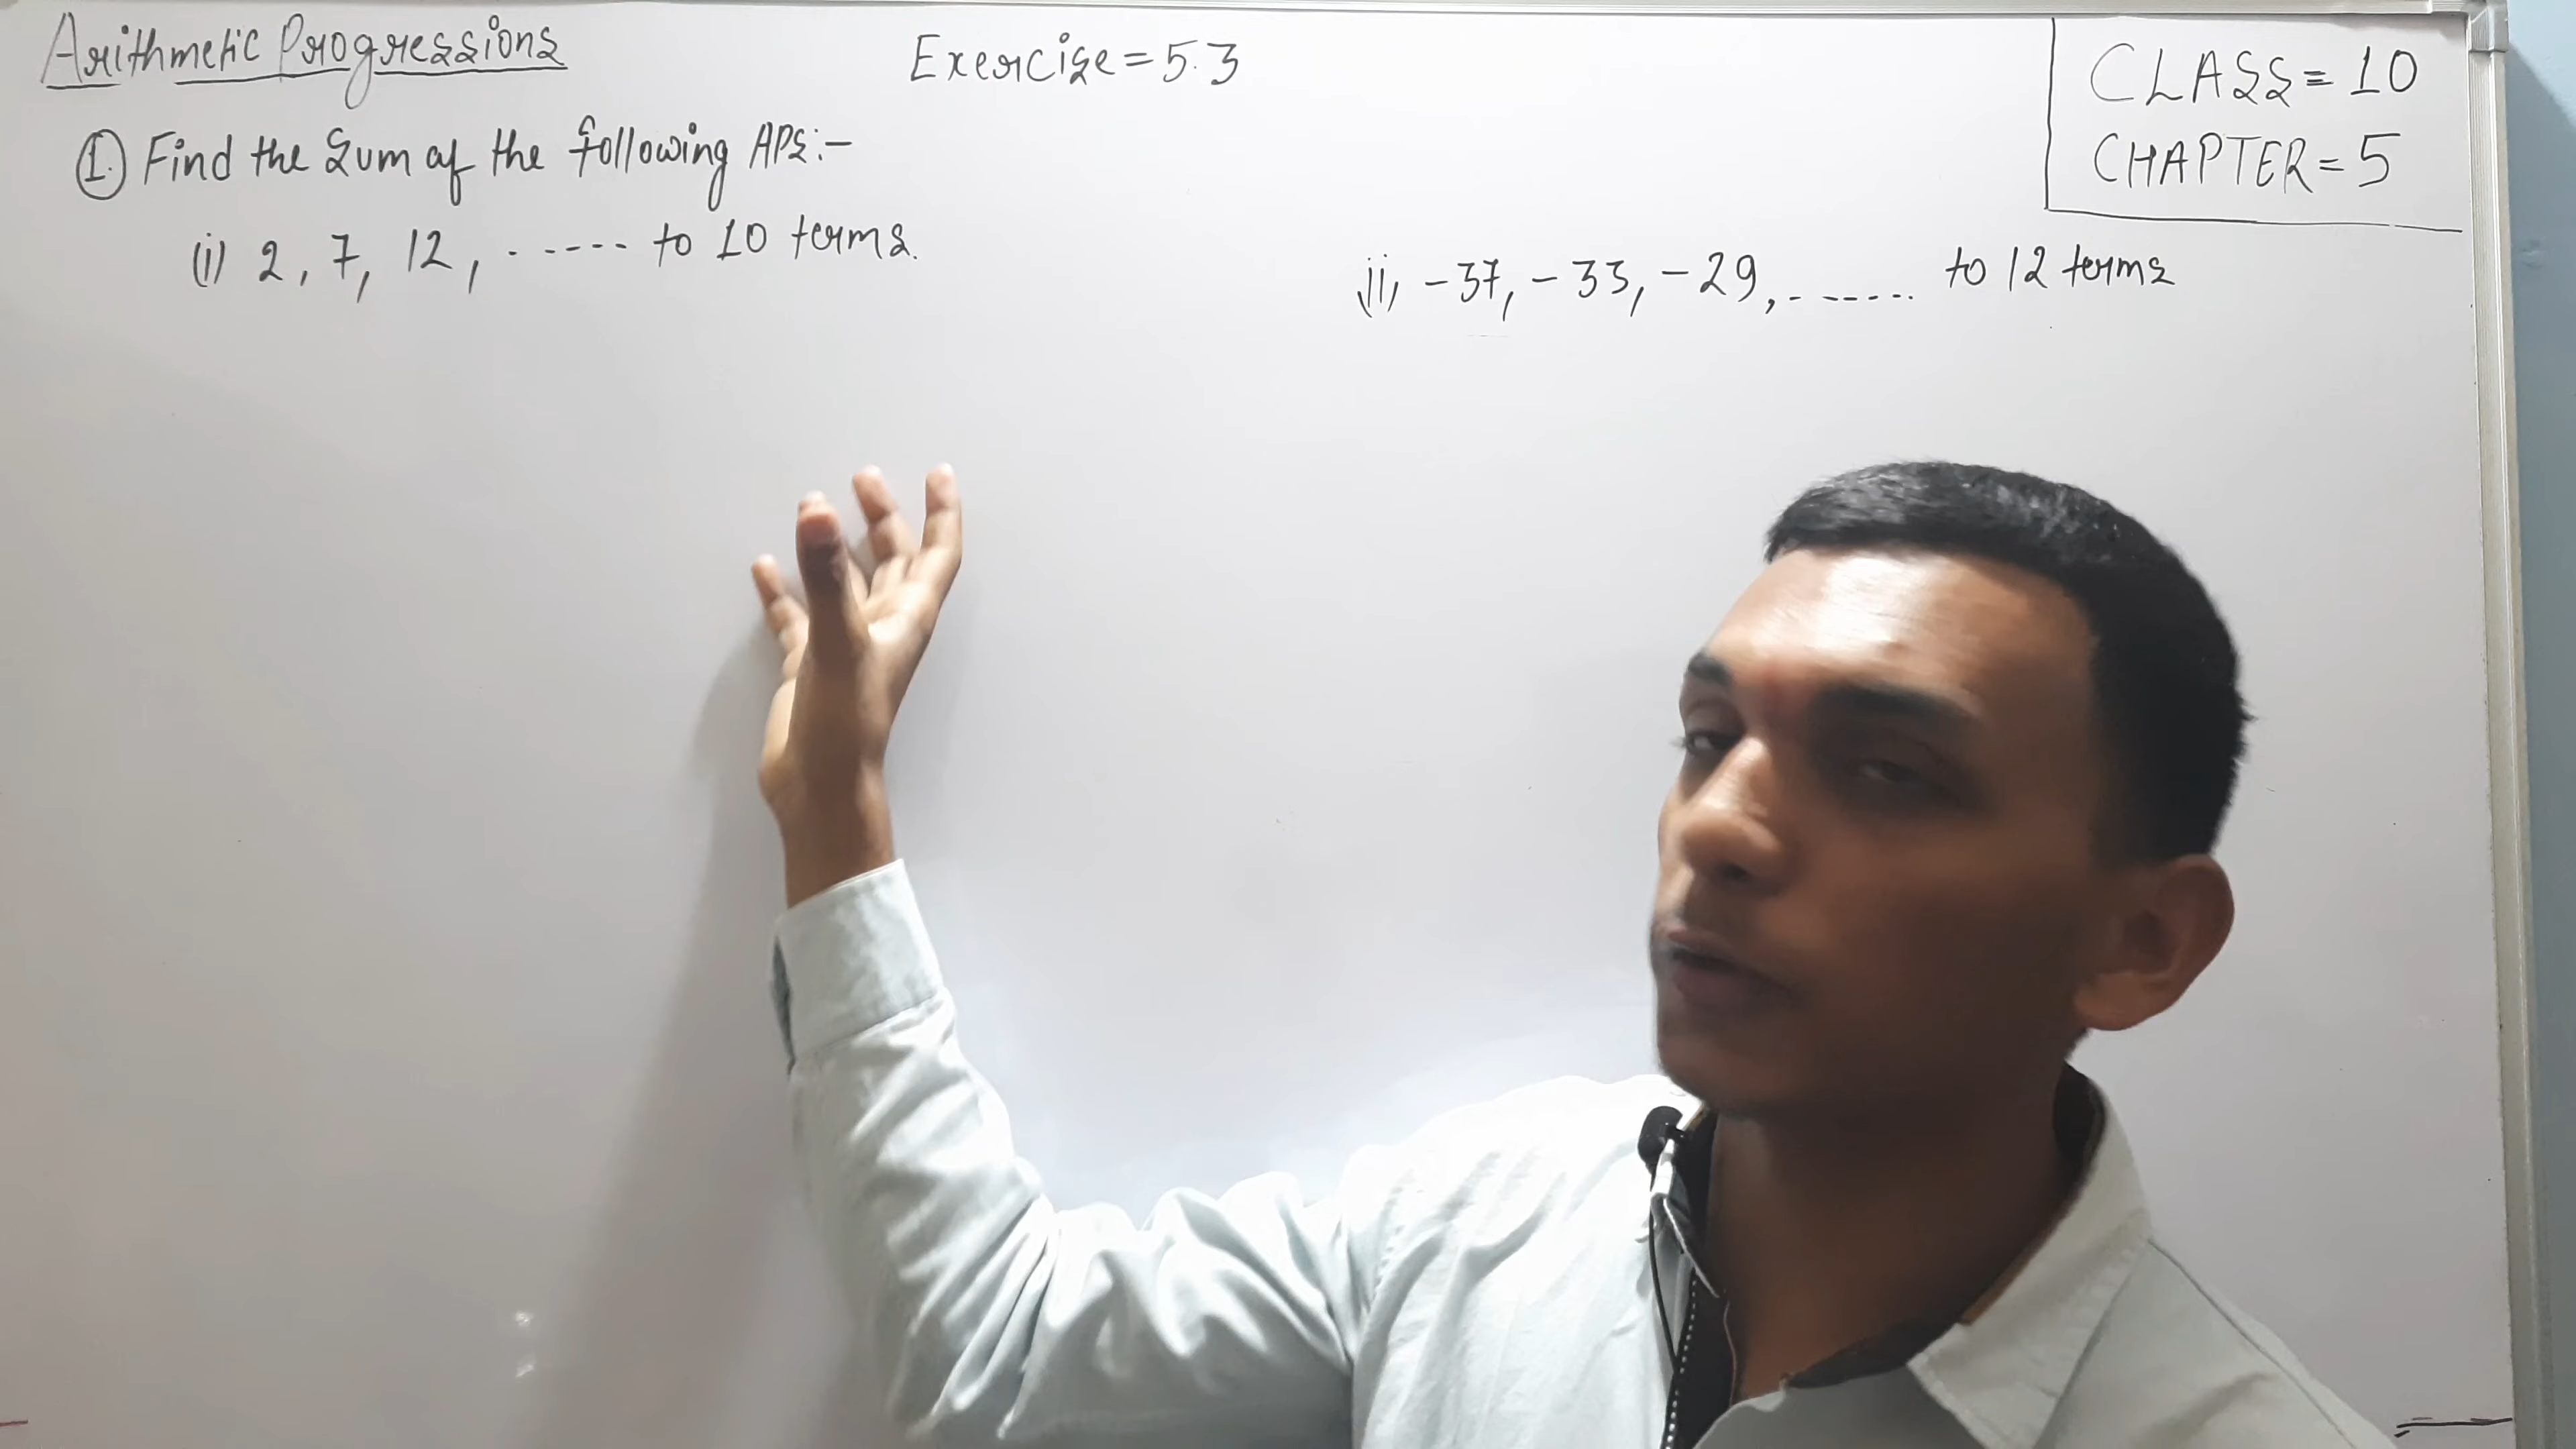 Arithmetic Progressions
Exercise = 5.3
CLASS = 10
CHAPTER = 5
1. Find the Sum of the following APs:-
(i) 2, 7, 12, ...... to 10 terms.
ii, -37, -33, -29, ....... to 12 terms